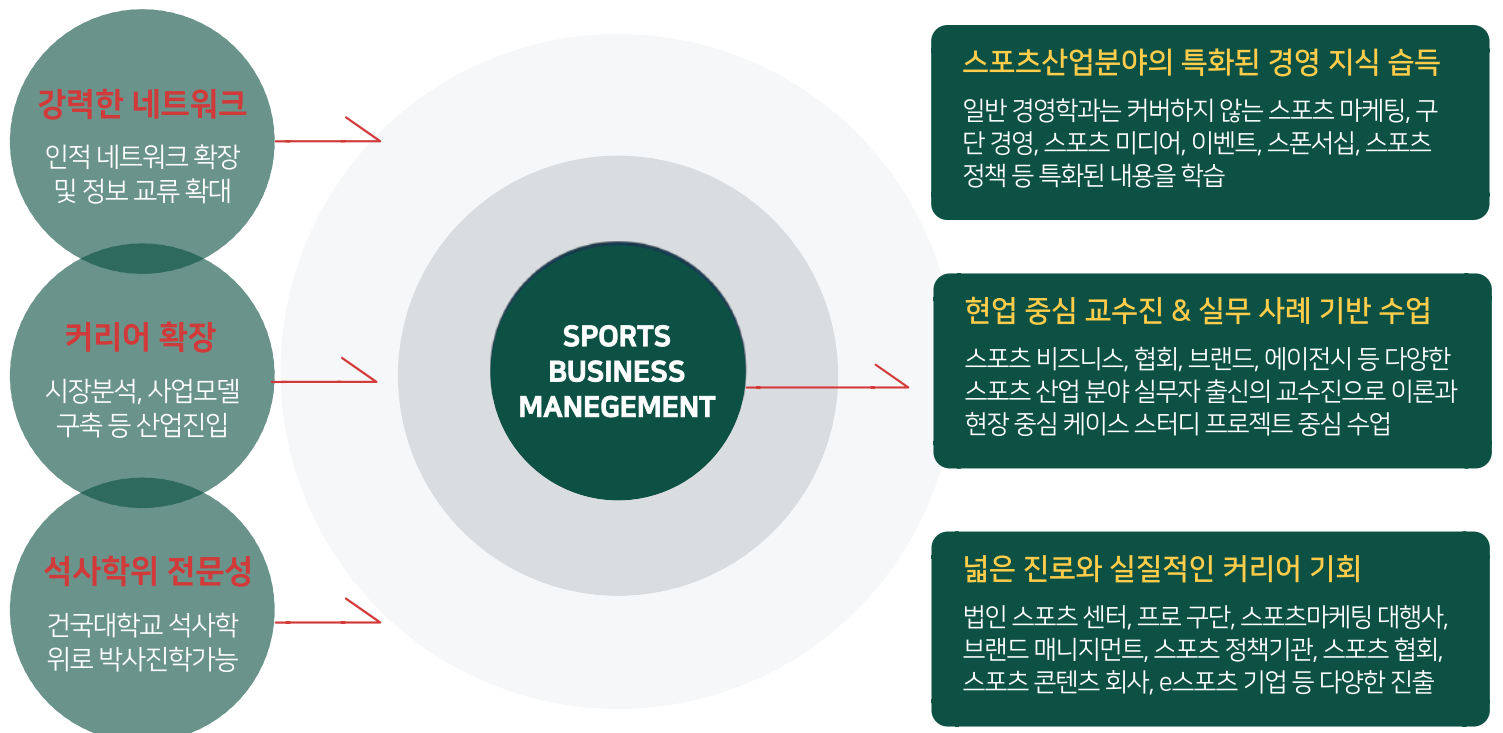 강력한 네트워크
인적 네트워크 확장
및 정보 교류 확대
커리어 확장
시장분석, 사업모델
구축 등 산업진입
석사학위 전문성
건국대학교 석사학
위로 박사진학가능
SPORTS
BUSINESS
MANEGEMENT
스포츠산업분야의 특화된 경영 지식 습득
일반 경영학과는 커버하지 않는 스포츠 마케팅, 구
단 경영, 스포츠 미디어, 이벤트, 스폰서십, 스포츠
정책 등 특화된 내용을 학습
현업 중심 교수진 & 실무 사례 기반 수업
스포츠 비즈니스, 협회, 브랜드, 에이전시 등 다양한
스포츠 산업 분야 실무자 출신의 교수진으로 이론과
현장 중심 케이스 스터디 프로젝트 중심 수업
넓은 진로와 실질적인 커리어 기회
법인 스포츠 센터, 프로 구단, 스포츠마케팅 대행사,
브랜드 매니지먼트, 스포츠 정책기관, 스포츠 협회,
스포츠 콘텐츠 회사, e스포츠 기업 등 다양한 진출